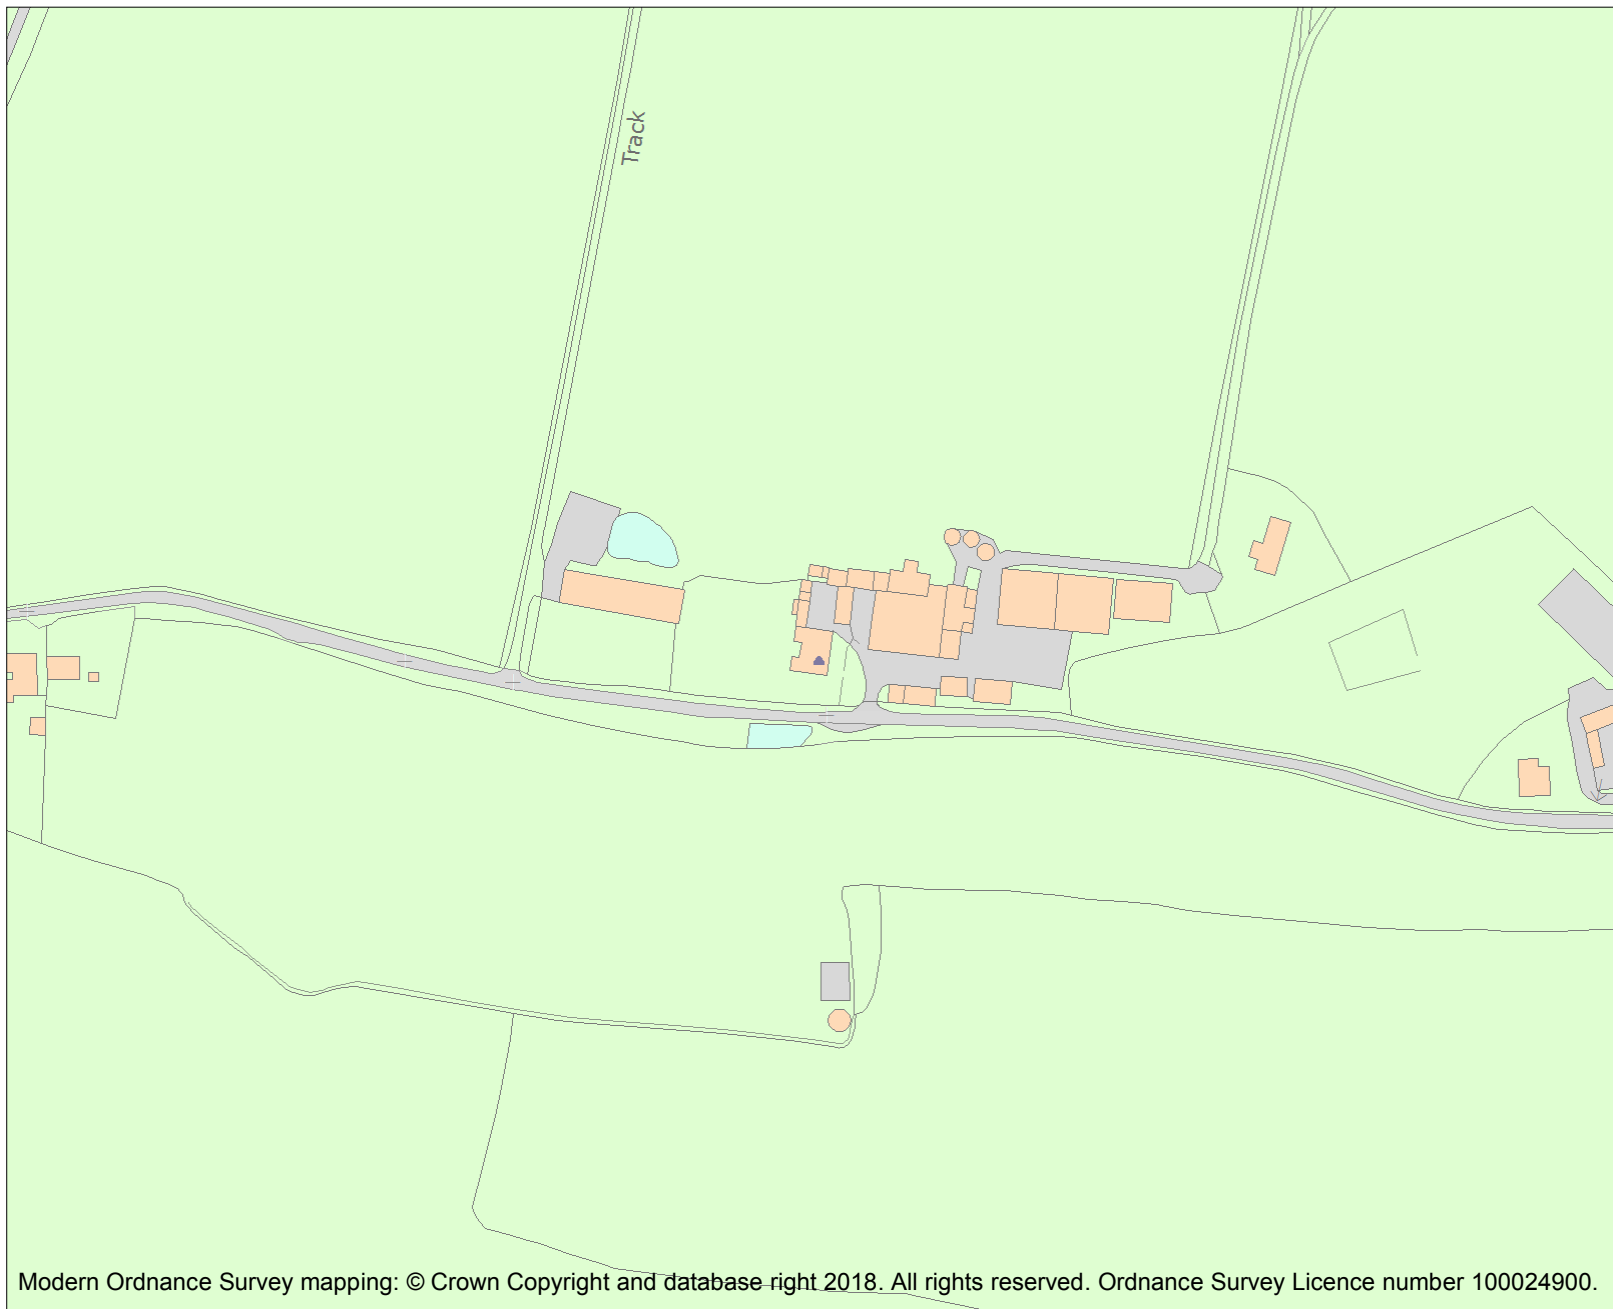 Track
Modern Ordnance Survey mapping: © Crown Copyright and database right 2018. All rights reserved. Ordnance Survey Licence number 100024900.